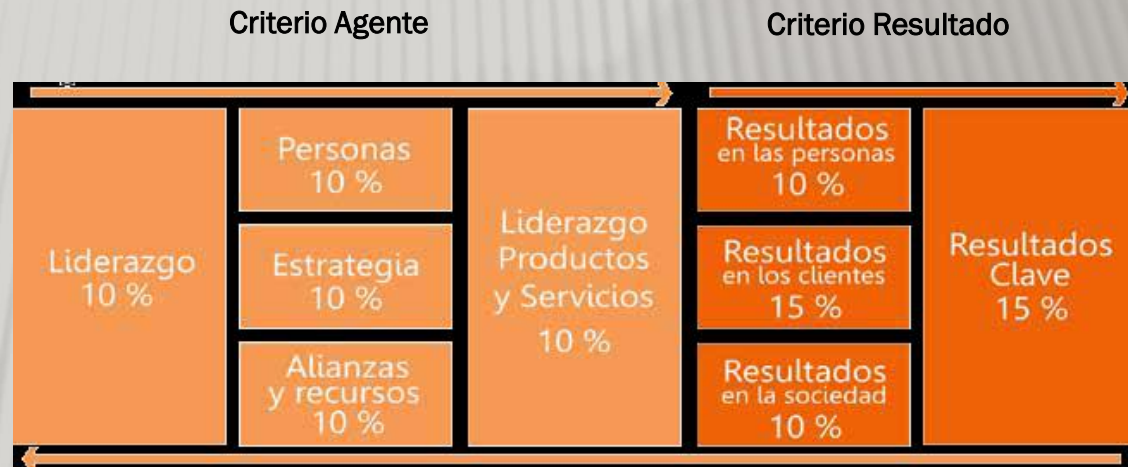 Criterio Agente
Criterio Resultado
Liderazgo
10 %
Personas
10 %
Estrategia
10 %
Alianzas
y recursos
10 %
Liderazgo
Productos
y Servicios
10 %
Resultados
en las personas
10 %
Resultados
en los clientes
15 %
Resultados
en la sociedad
10 %
Resultados
Clave
15 %